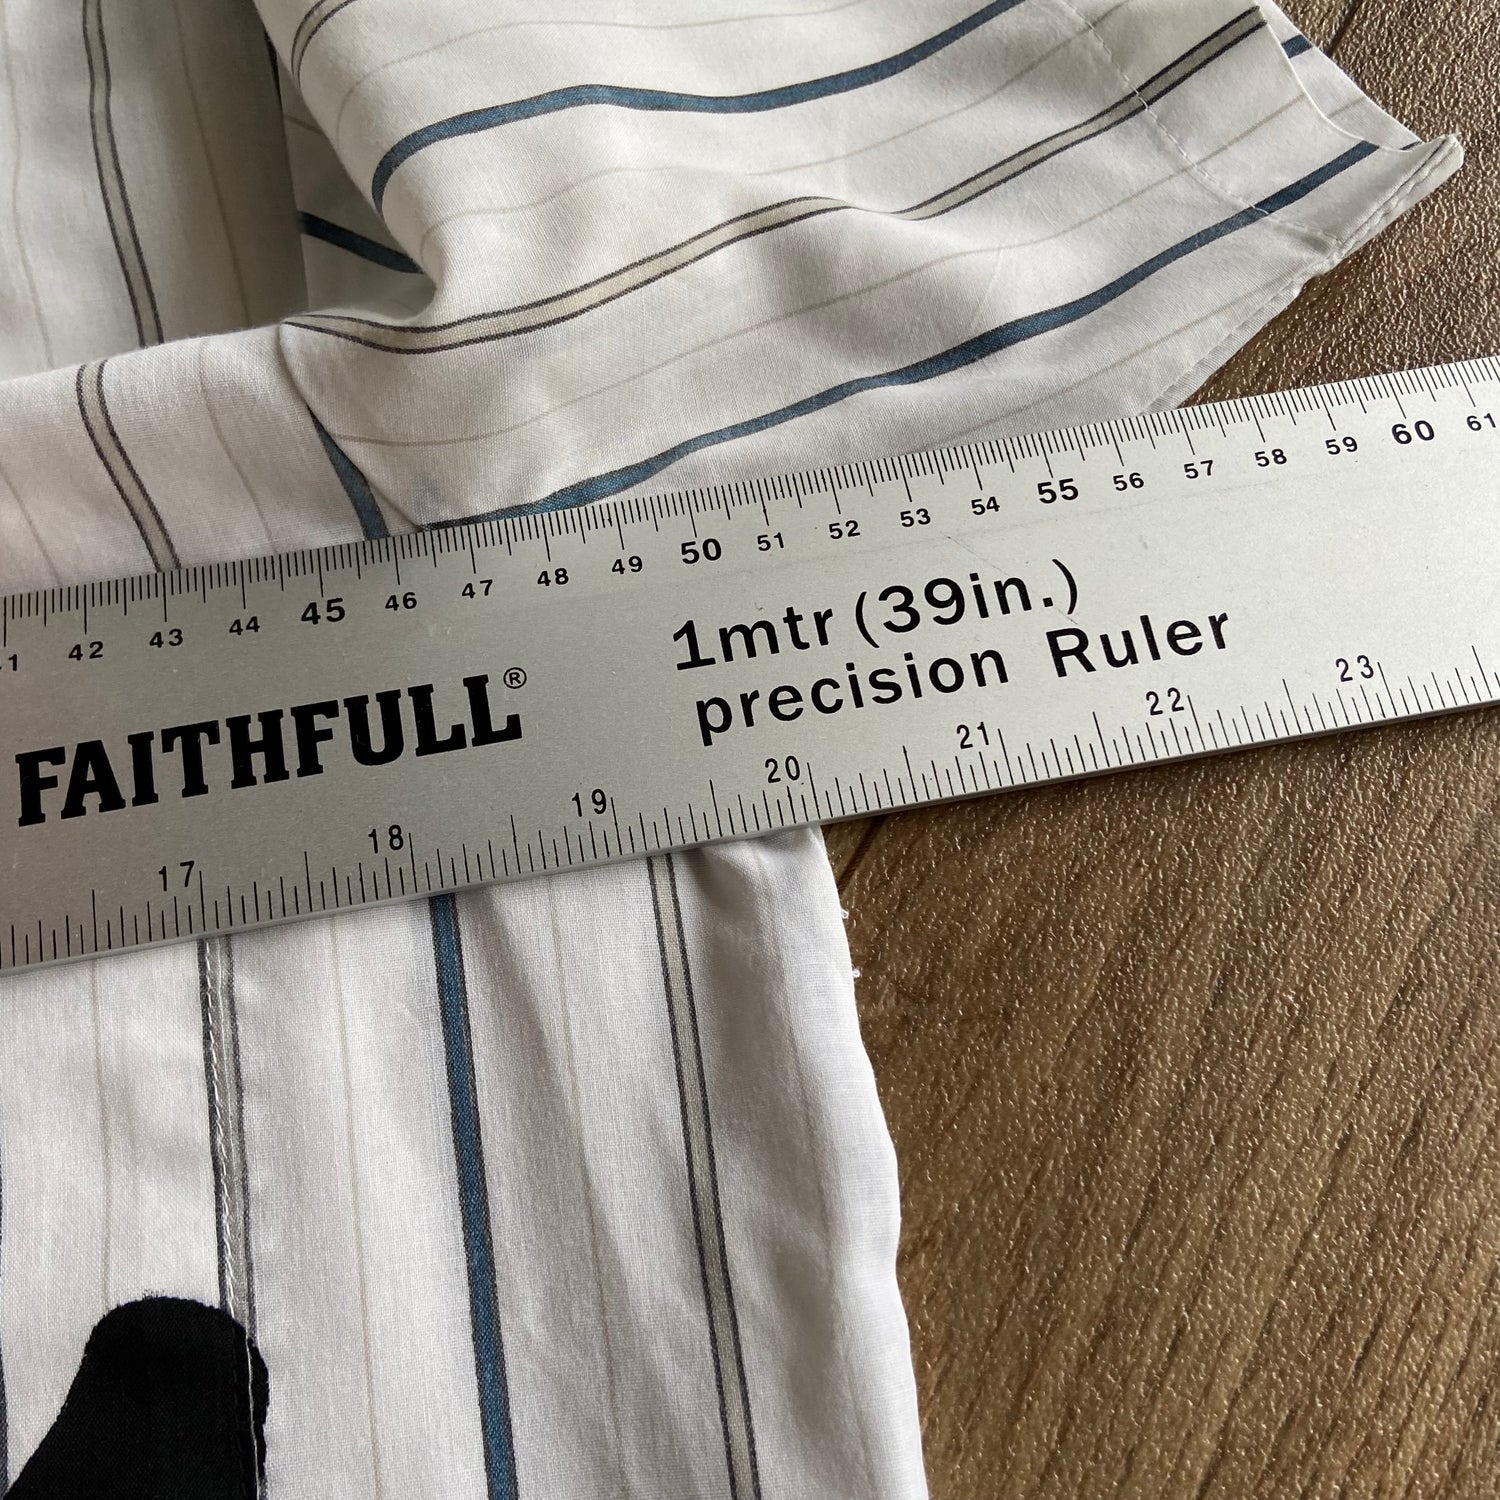 42 43 44 45 46 47 48 49 50 51 52 53 54 55 56 57 58 59 60 61
1mtr (39in.)
precision Ruler
FAITHFULL®
17 18 19 20 21 22 23